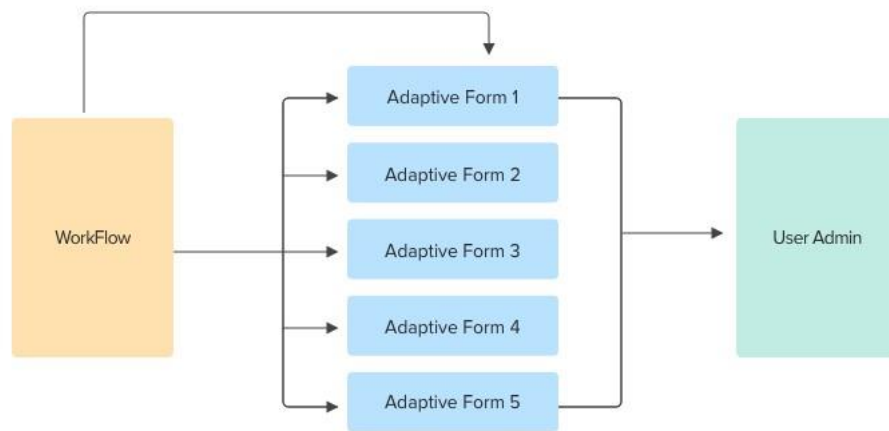 Adaptive Form 1
Adaptive Form 2
WorkFlow
User Admin
Adaptive Form 3
Adaptive Form 4
Adaptive Form 5